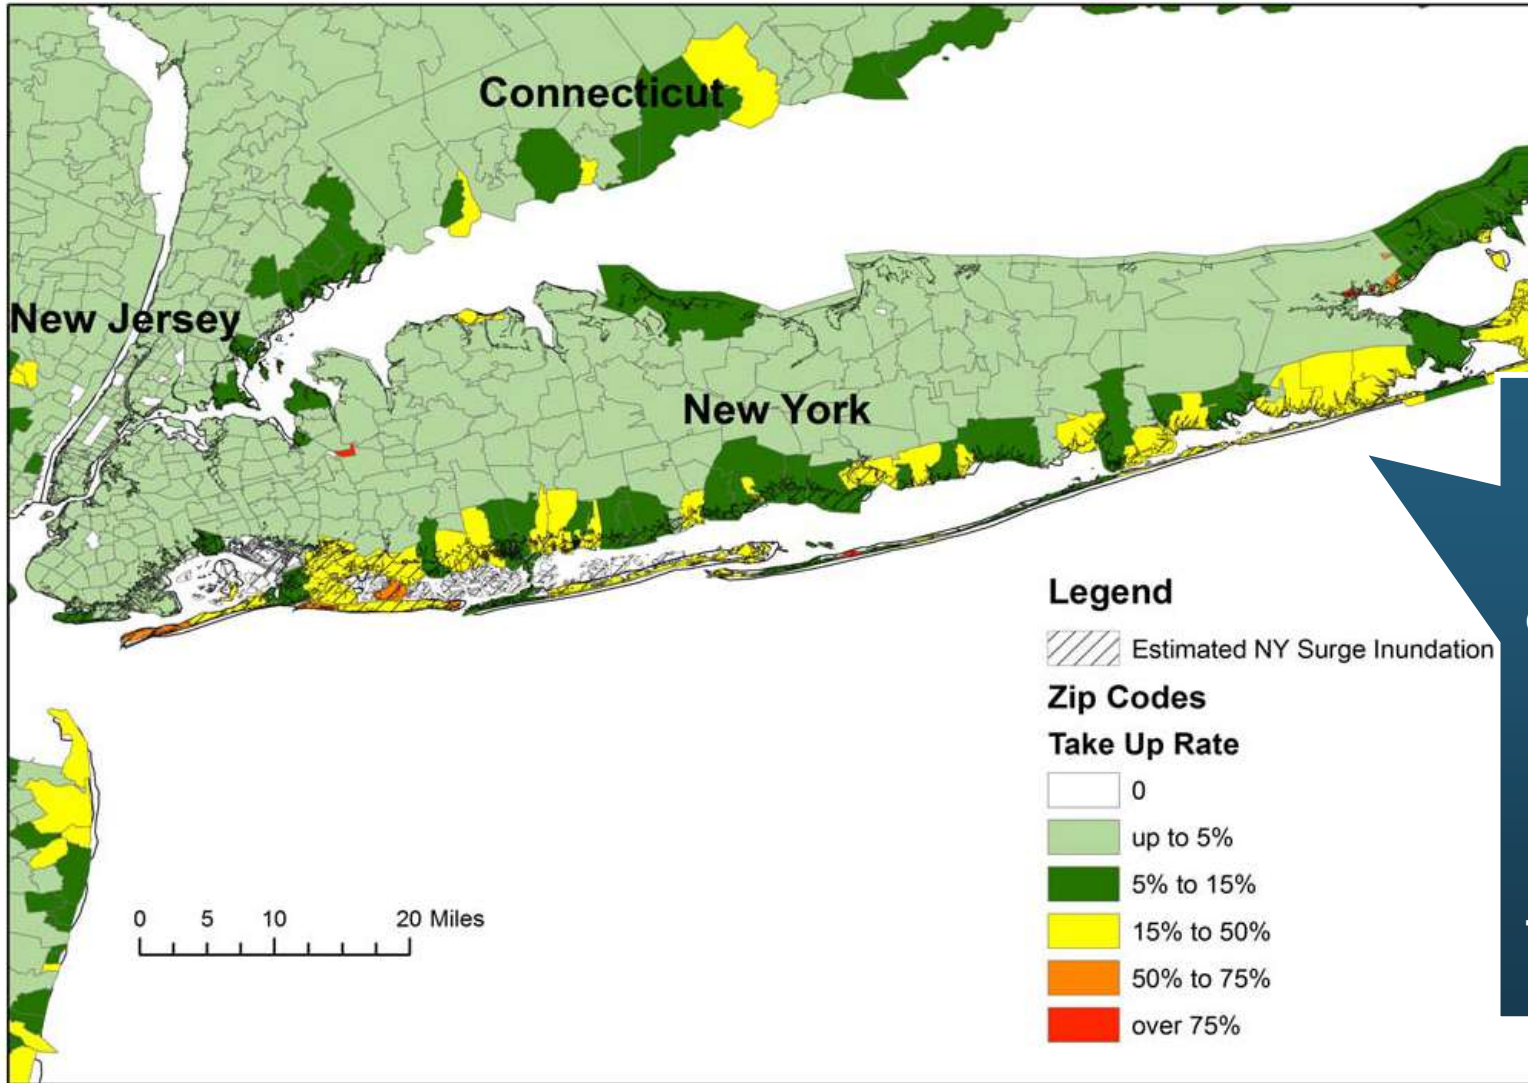 Connecticut
New Jersey
New York
Legend
Estimated NY Surge Inundation
Zip Codes
Take Up Rate
0
up to 5%
5% to 15%
15% to 50%
50% to 75%
over 75%
0 5 10 20 Miles